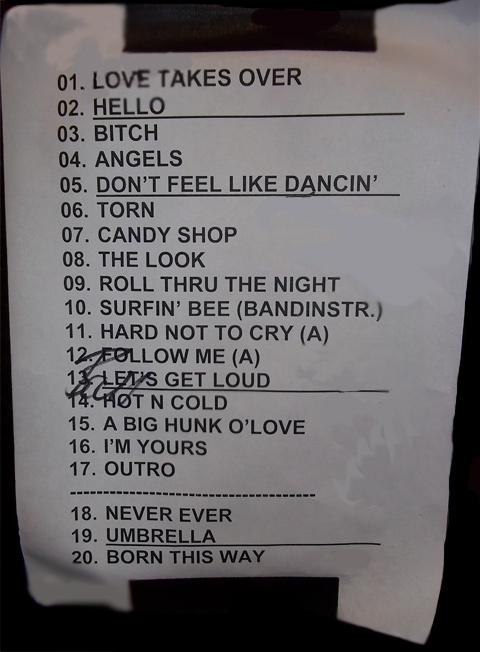 01. LOVE TAKES OVER
02. HELLO
03. BITCH
04. ANGELS
05. DON'T FEEL LIKE DANCIN'
06. TORN
07. CANDY SHOP
08. THE LOOK
09. ROLL THRU THE NIGHT
10. SURFIN' BEE (BANDINSTR.)
11. HARD NOT TO CRY (A)
12. FOLLOW ME (A)
13. LET'S GET LOUD
14. HOT N COLD
15. A BIG HUNK O'LOVE
16. I'M YOURS
17. OUTRO
-----------------------------------
18. NEVER EVER
19. UMBRELLA
20. BORN THIS WAY